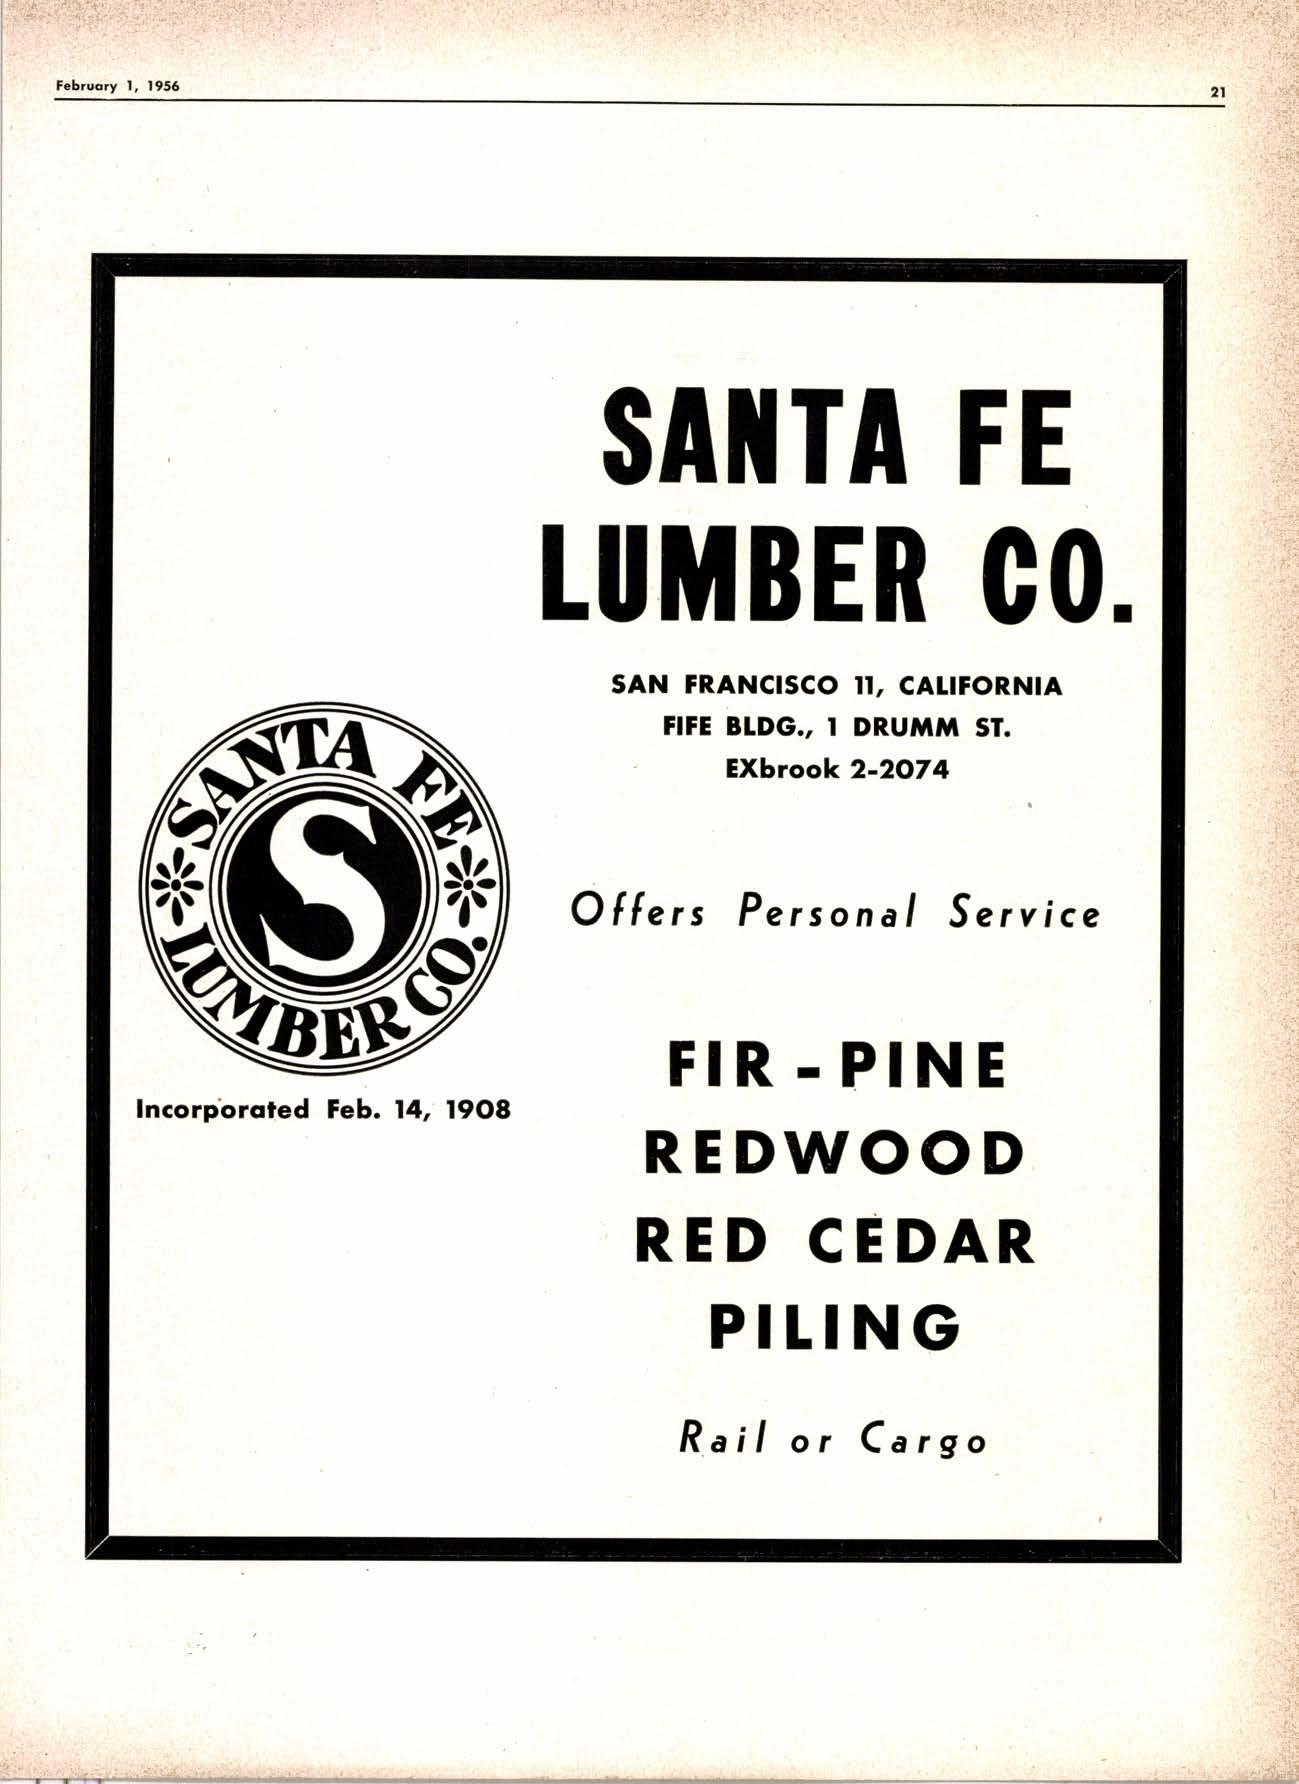 February 1, 1956
21
SANTA FE
LUMBER CO.
SAN FRANCISCO 11, CALIFORNIA
FIFE BLDG., 1 DRUMM ST.
EXbrook 2-2074
SANTA FE
S
LUMBER CO.
Incorporated Feb. 14, 1908
Offers Personal Service
FIR - PINE
REDWOOD
RED CEDAR
PILING
Rail or Cargo